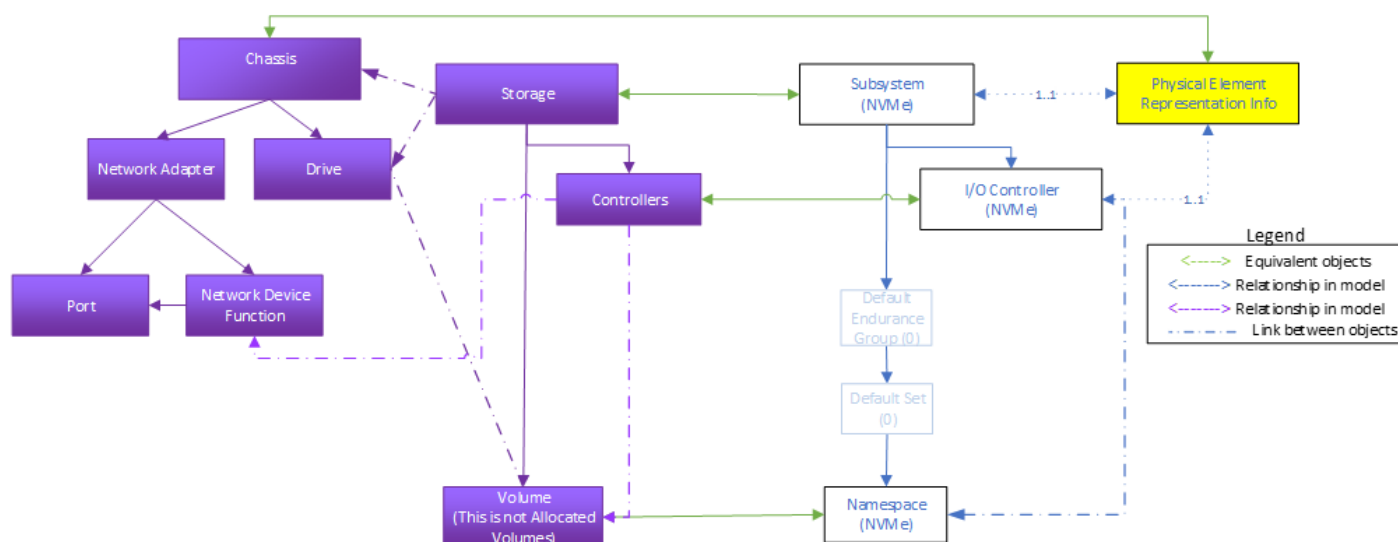 Chassis
Storage
Subsystem
(NVMe)
Physical Element
Representation Info
1..1
Network Adapter
Drive
Controllers
I/O Controller
(NVMe)
1..1
Legend
Equivalent objects
Relationship in model
Relationship in model
Link between objects
Port
Network Device
Function
Default
Endurance
Group (0)
Default Set
(0)
Volume
(This is not Allocated
Volumes)
Namespace
(NVMe)